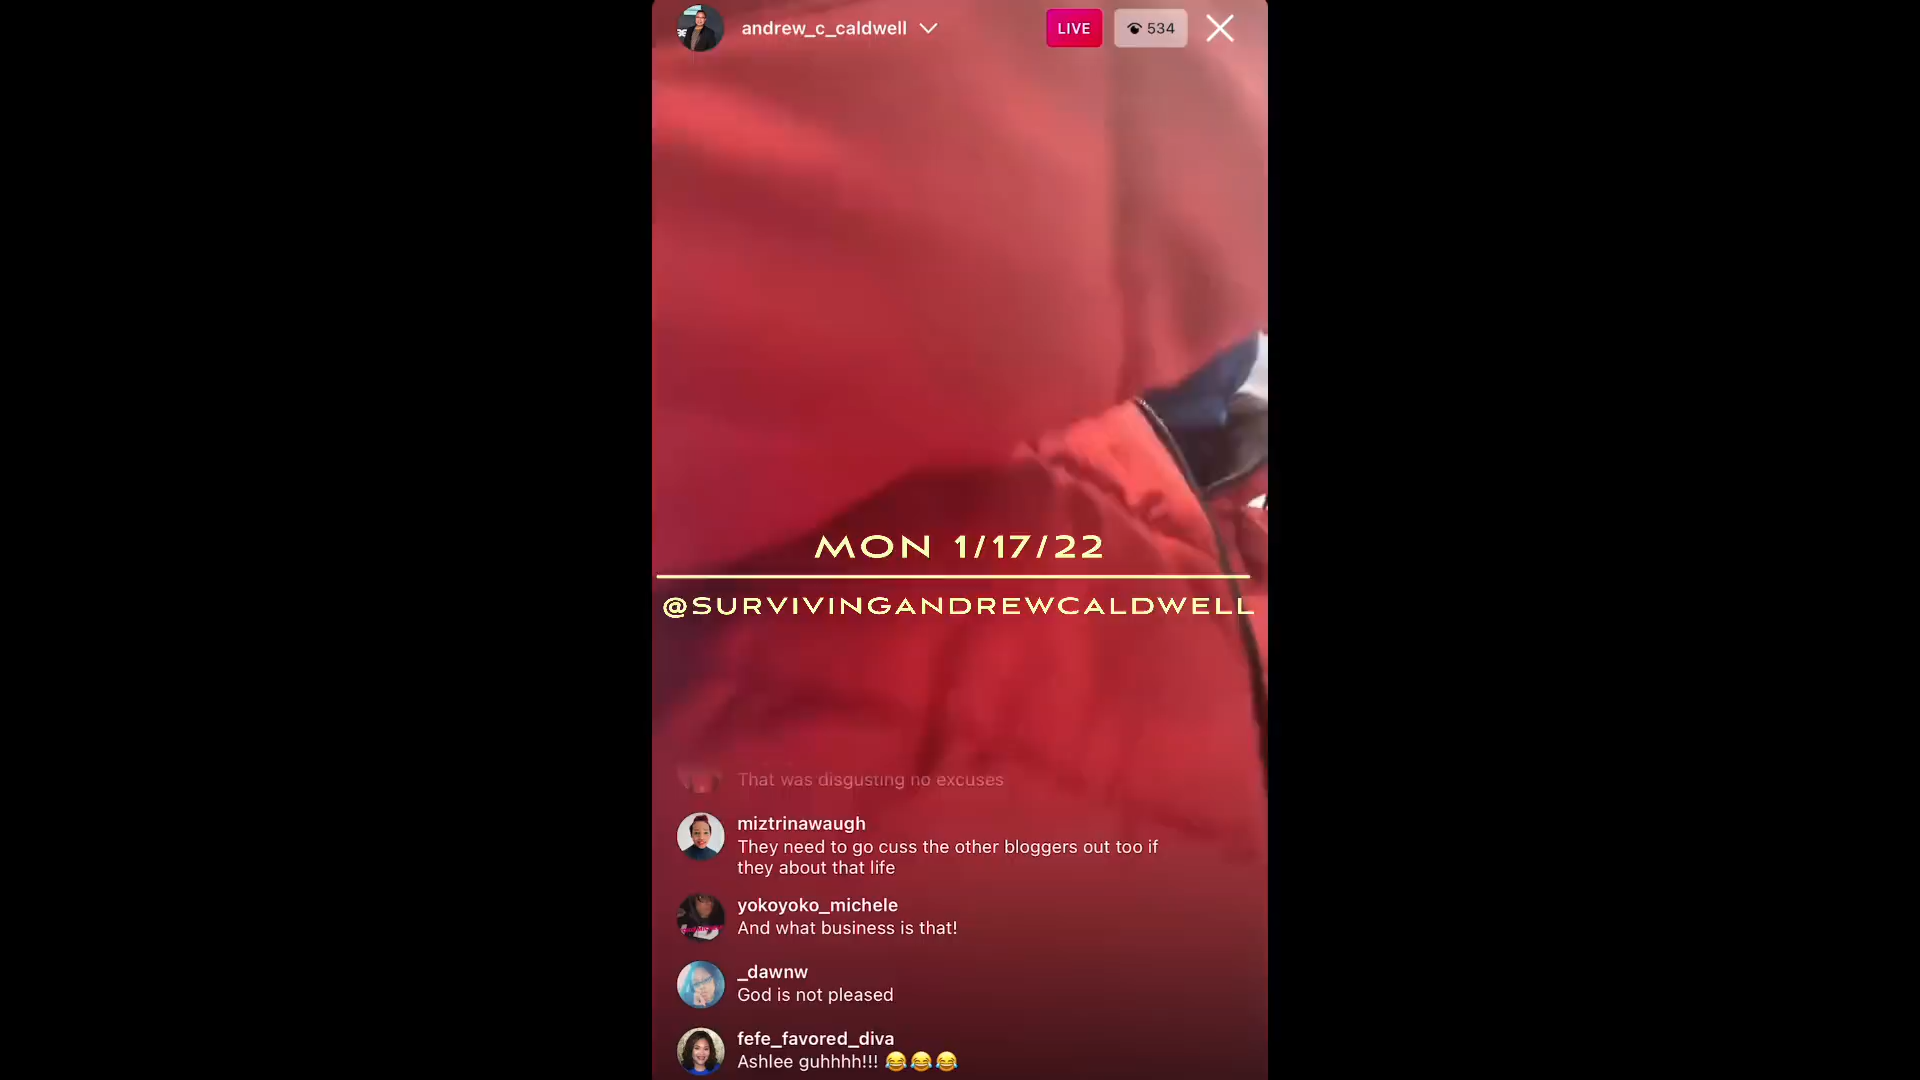 andrew_c_caldwell
LIVE
534
MON 1/17/22
@SURVIVINGANDREWCALDWELL
That was disgusting no excuses
miztrinawaugh
They need to go cuss the other bloggers out too if
they about that life
yokoyoko_michele
And what business is that!
_dawnw
God is not pleased
fefe_favored_diva
Ashlee guhhhh!!! 😂😂😂